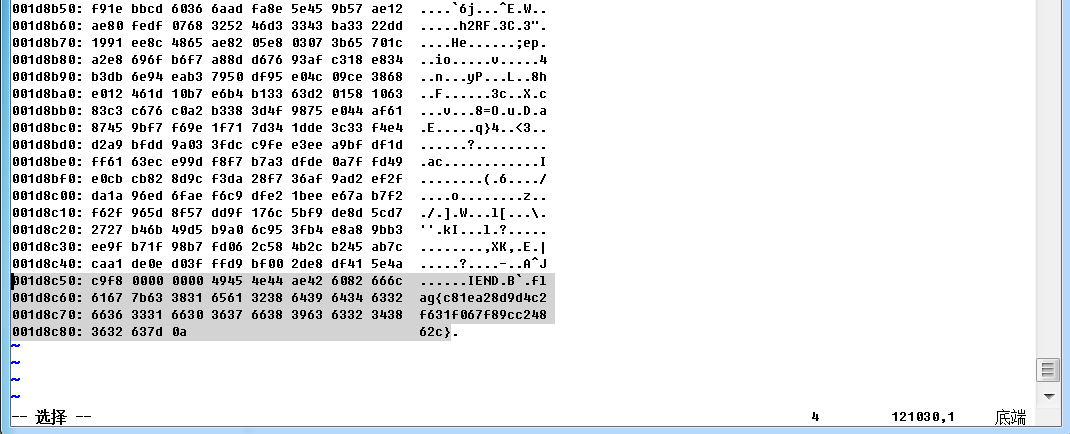 001d8b50: f91e bbcd 6036 6aad fa8e 5e45 9b57 ae12  ....`6j...^E.W..
001d8b60: ae80 fedf 0768 3252 46d3 3343 ba33 22dd  .....h2RF.3C.3".
001d8b70: 1991 ee8c 4865 ae82 05e8 0307 3b65 701c  ....He......;ep.
001d8b80: a2e8 696f b6f7 a88d d676 93af c318 e834  ..io.....v.....4
001d8b90: b3db 6e94 eab3 7950 df95 e04c 09ce 3868  ..n...yP...L..8h
001d8ba0: e012 461d 10b7 e6b4 b133 63d2 0158 1063  ..F......3c..X.c
001d8bb0: 83c3 c676 c0a2 b338 3d4f 9875 e044 af61  ...v...8=O.u.D.a
001d8bc0: 8745 9bf7 f69e 1f71 7d34 1dde 3c33 f4e4  .E.....q}4..<3..
001d8bd0: d2a9 bfdd 9a03 3fdc c9fe e3ee a9bf df1d  ......?.........
001d8be0: ff61 63ec ce99d f8f7 b7a3 dfde 0a7f fd49  .ac............I
001d8bf0: e0cb cb82 8d9c f3da 28f7 36af 9ad2 ef2f  ........(.6..../
001d8c00: da1a 96ed 6fae f6c9 dfe2 1bee e67a b7f2  ....o........z..
001d8c10: f62f 965d 8f57 dd9f 176c 5bf9 de8d 5cd7  ./.].W...l[...\.
001d8c20: 2727 b46b 49d5 b9a0 6c95 3fb4 e8a8 9bb3  ''.kI...l.?.....
001d8c30: ee9f b71f 98b7 fd06 2c58 4b2c b245 ab7c  ........,XK,.E.|
001d8c40: caa1 de0e d03f ffd9 bf00 2de8 df41 5e4a  .....?....-..A^J
001d8c50: c9f8 0000 0000 4945 4e44 ae42 6082 666c  ......IEND.B`.fl
001d8c60: 6167 7b63 3831 6561 3238 6439 6434 6332  ag{c81ea28d9d4c2
001d8c70: 6636 3331 6630 3637 6638 3963 6332 3438  f631f067f89cc248
001d8c80: 3632 637d 0a  62c}.
~
~
~
~
-- 选择 -- 4 121030,1 底端